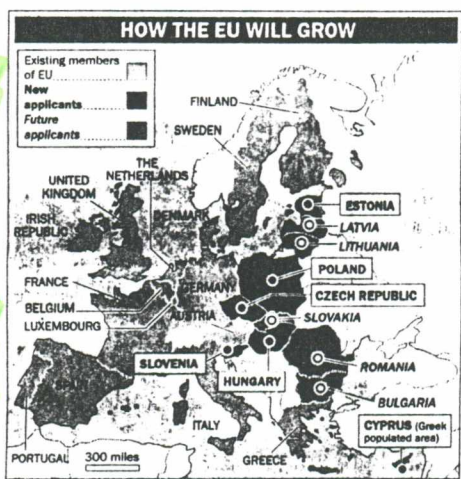 HOW THE EU WILL GROW
Existing members
of EU
New
applicants
Future
applicants
FINLAND
SWEDEN
THE
NETHERLANDS
UNITED
KINGDOM
DENMARK
IRISH
REPUBLIC
ESTONIA
LATVIA
LITHUANIA
POLAND
FRANCE
GERMANY
CZECH REPUBLIC
BELGIUM
LUXEMBOURG
AUSTRIA
SLOVAKIA
SLOVENIA
ROMANIA
HUNGARY
BULGARIA
ITALY
CYPRUS (Greek
populated area)
PORTUGAL
300 miles
GREECE